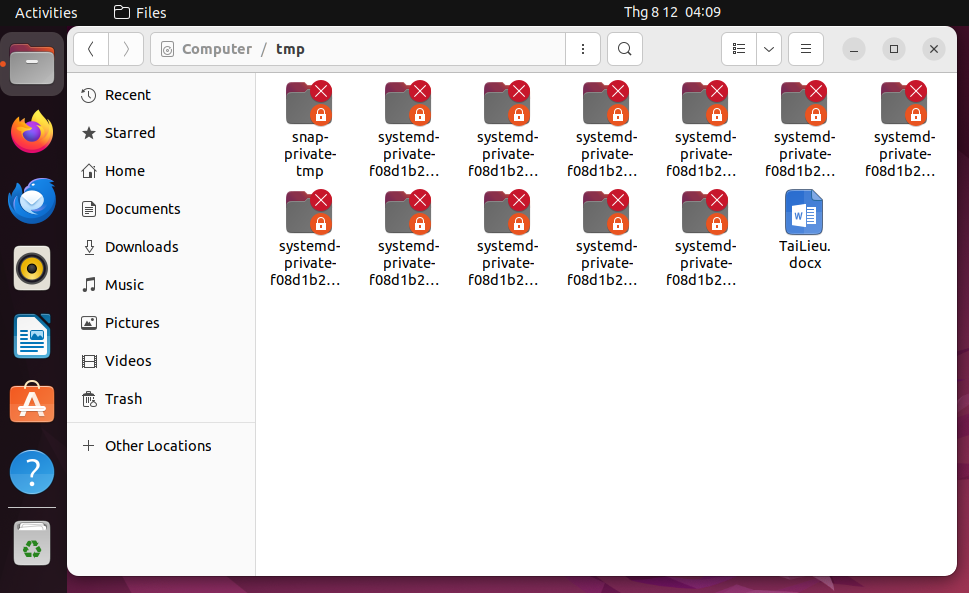 Activities
Files
Thg 8 12 04:09
Computer / tmp
Recent
Starred
Home
Documents
Downloads
Music
Pictures
Videos
Trash
Other Locations
snap-
private-
tmp
systemd-
private-
f08d1b2…
systemd-
private-
f08d1b2…
systemd-
private-
f08d1b2…
systemd-
private-
f08d1b2…
systemd-
private-
f08d1b2…
systemd-
private-
f08d1b2…
systemd-
private-
f08d1b2…
systemd-
private-
f08d1b2…
systemd-
private-
f08d1b2…
systemd-
private-
f08d1b2…
systemd-
private-
f08d1b2…
W
TaiLieu.
docx